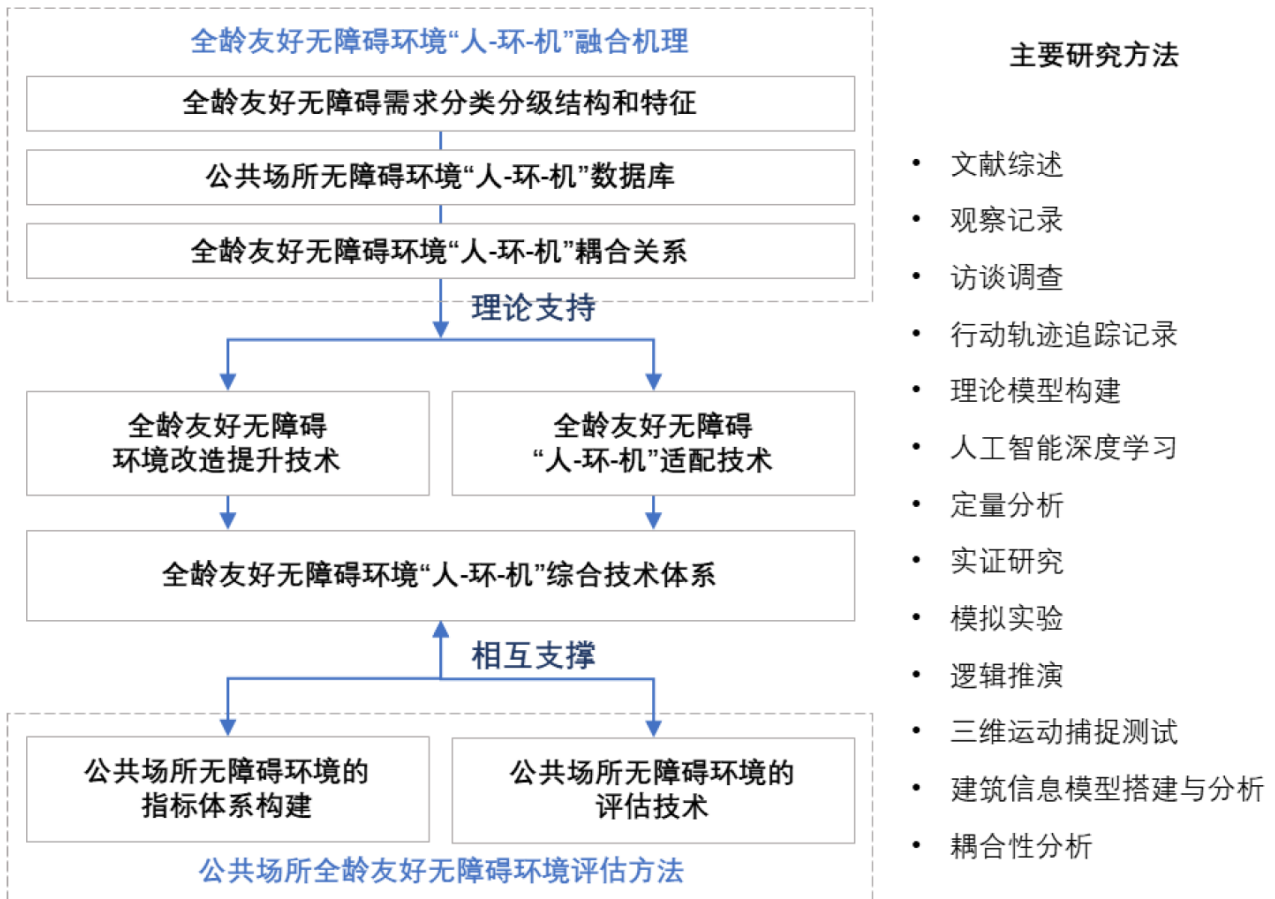 全龄友好无障碍环境“人-环-机”融合机理
全龄友好无障碍需求分类分级结构和特征
公共场所无障碍环境“人-环-机”数据库
全龄友好无障碍环境“人-环-机”耦合关系
理论支持
全龄友好无障碍
环境改造提升技术
全龄友好无障碍
“人-环-机”适配技术
全龄友好无障碍环境“人-环-机”综合技术体系
相互支撑
公共场所无障碍环境的
指标体系构建
公共场所无障碍环境的
评估技术
公共场所全龄友好无障碍环境评估方法
主要研究方法
• 文献综述
• 观察记录
• 访谈调查
• 行动轨迹追踪记录
• 理论模型构建
• 人工智能深度学习
• 定量分析
• 实证研究
• 模拟实验
• 逻辑推演
• 三维运动捕捉测试
• 建筑信息模型搭建与分析
• 耦合性分析